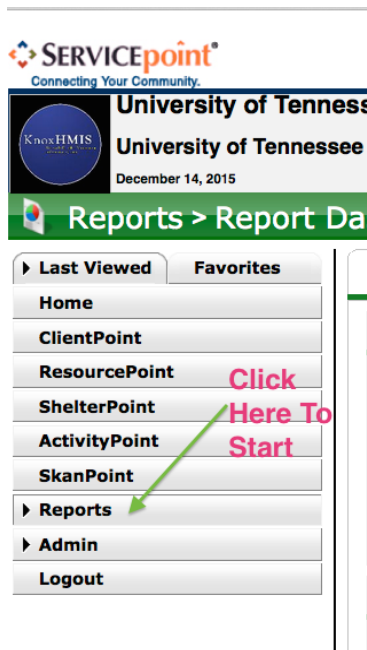 SERVICEpoint®
Connecting Your Community.
KnoxHMIS
University of Tenness
University of Tennessee
December 14, 2015
Reports > Report Da
Last Viewed Favorites
Home
ClientPoint
ResourcePoint
ShelterPoint
ActivityPoint
SkanPoint
Reports
Admin
Logout
Click
Here To
Start